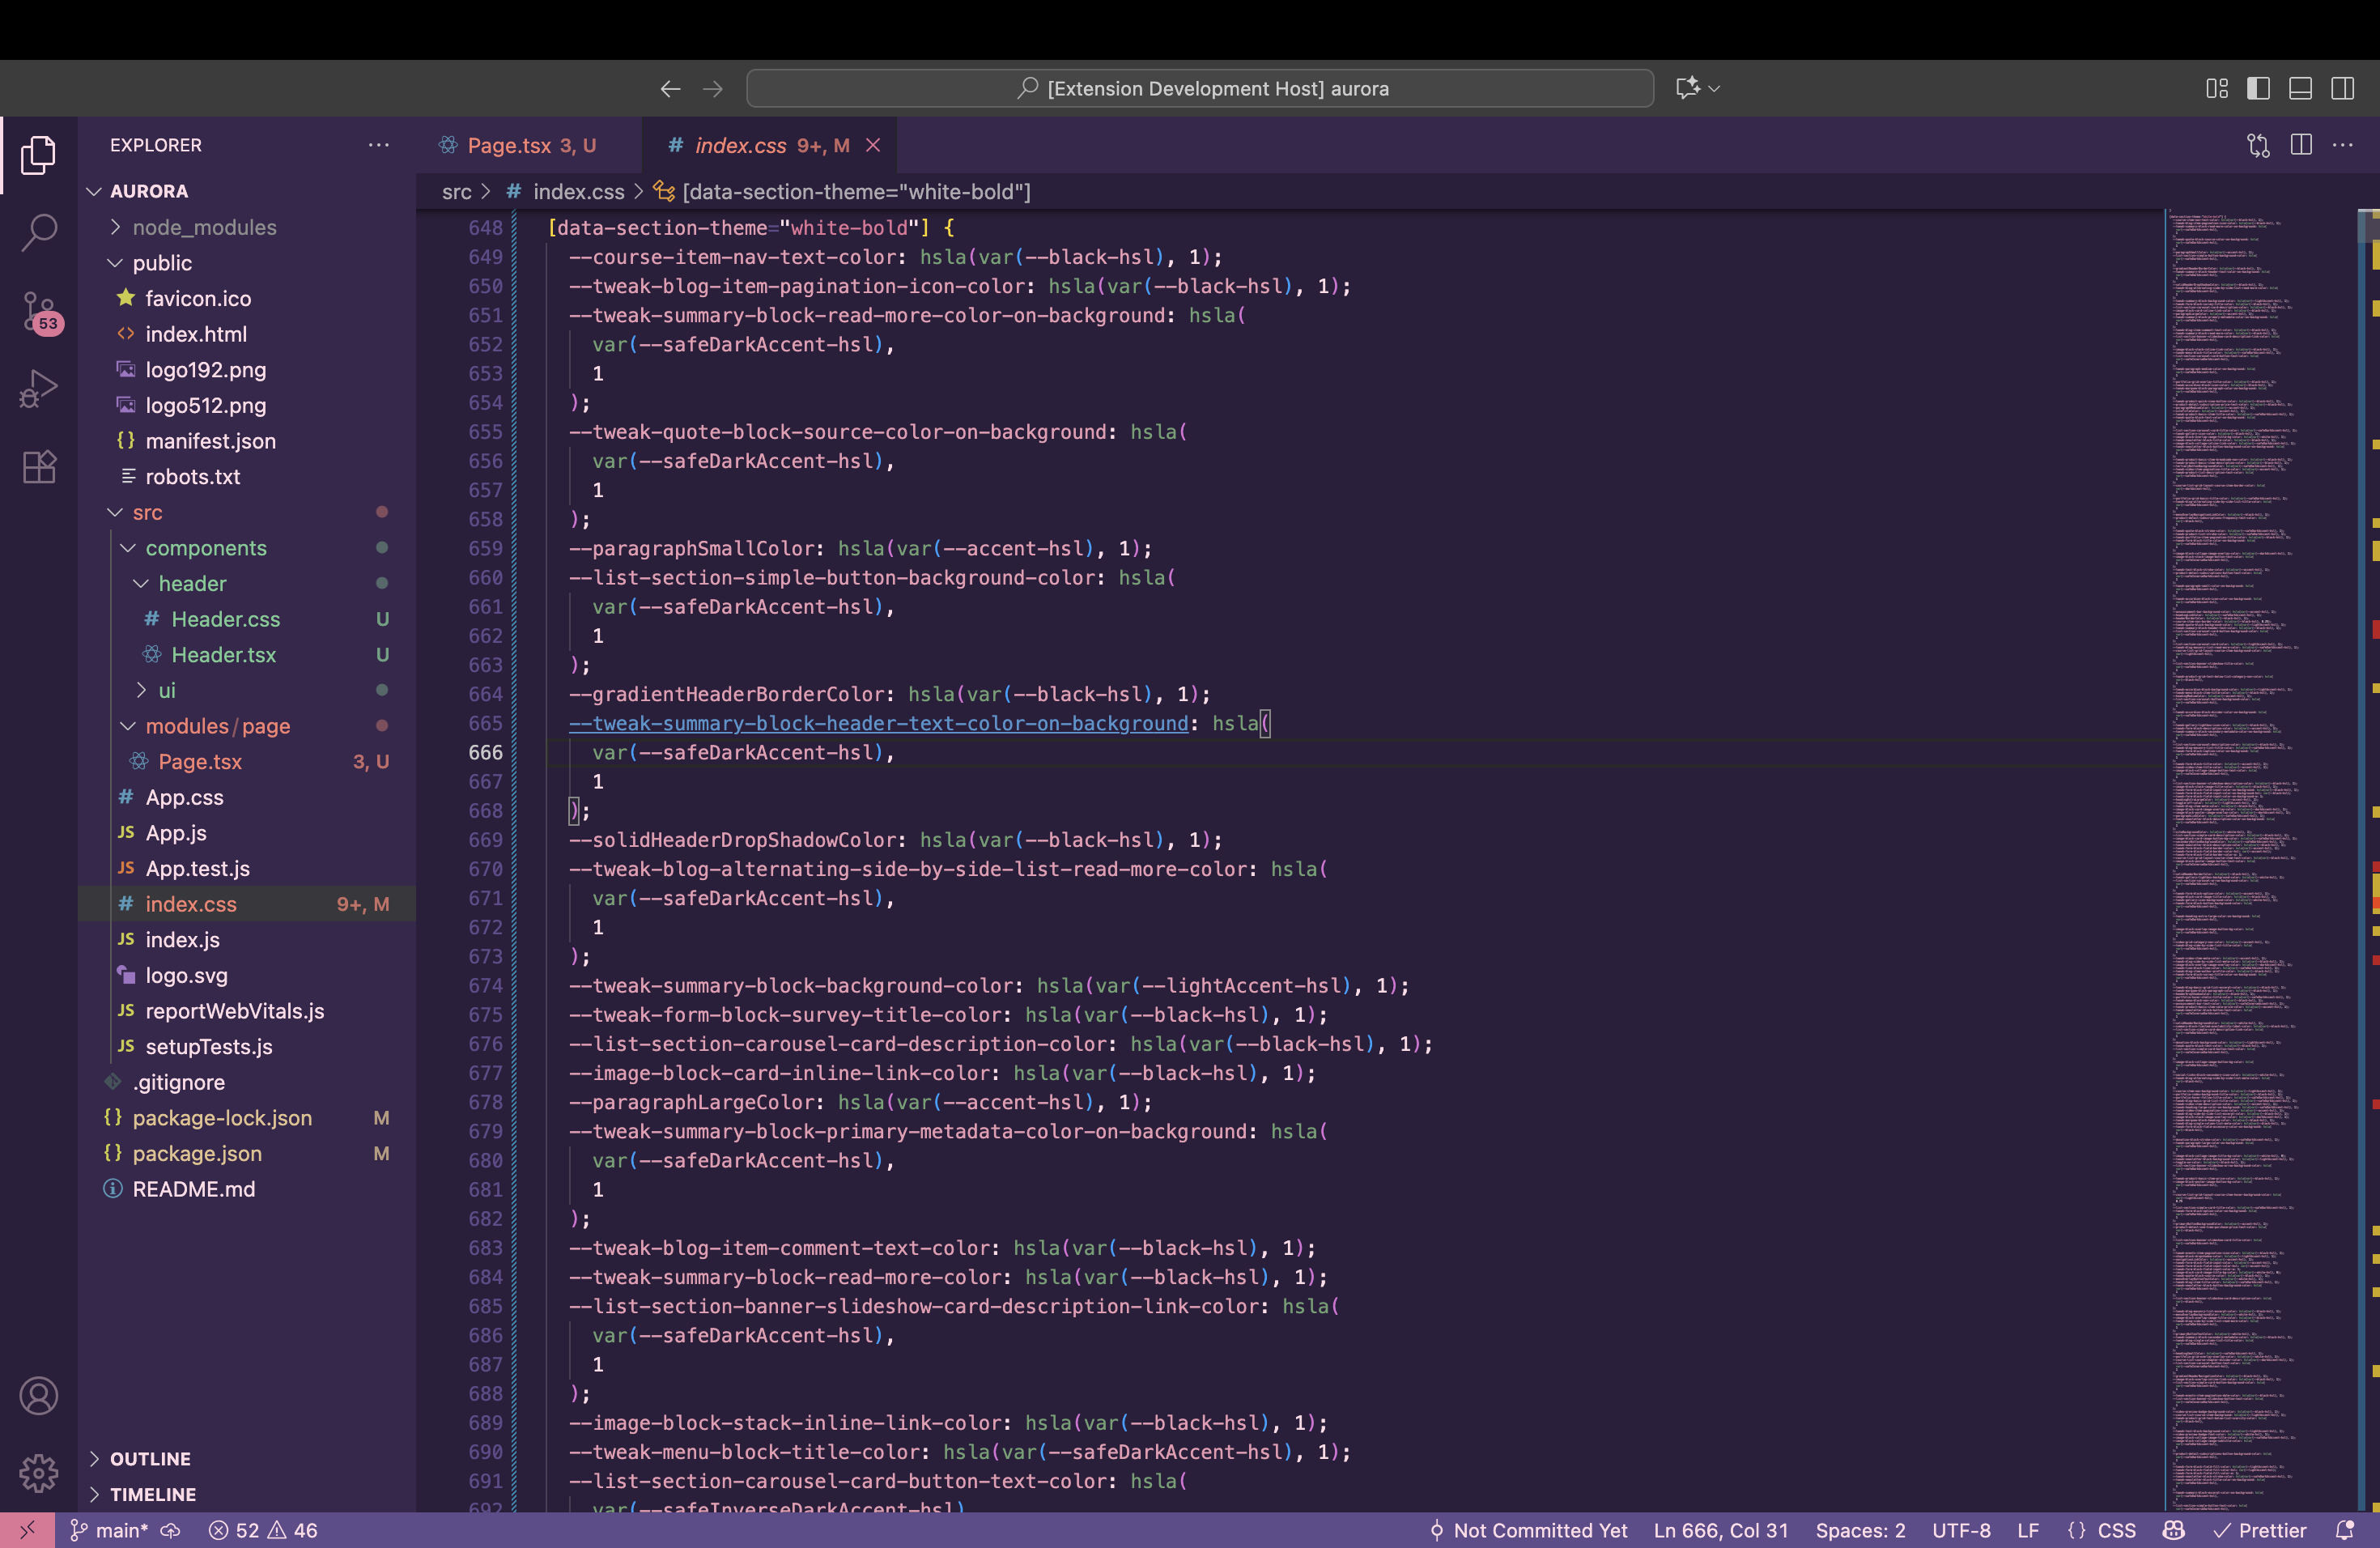 [Extension Development Host] aurora
EXPLORER
Page.tsx 3, U
index.css 9+, M
AURORA
src > # index.css > [data-section-theme="white-bold"]
node_modules
public
favicon.ico
index.html
logo192.png
logo512.png
manifest.json
robots.txt
src
components
header
Header.css U
Header.tsx U
ui
modules/page
Page.tsx 3, U
App.css
App.js
App.test.js
index.css 9+, M
index.js
logo.svg
reportWebVitals.js
setupTests.js
.gitignore
package-lock.json M
package.json M
README.md
OUTLINE
TIMELINE
53
648 [data-section-theme="white-bold"] {
649 --course-item-nav-text-color: hsla(var(--black-hsl), 1);
650 --tweak-blog-item-pagination-icon-color: hsla(var(--black-hsl), 1);
651 --tweak-summary-block-read-more-color-on-background: hsla(
652 var(--safeDarkAccent-hsl),
653 1
654 );
655 --tweak-quote-block-source-color-on-background: hsla(
656 var(--safeDarkAccent-hsl),
657 1
658 );
659 --paragraphSmallColor: hsla(var(--accent-hsl), 1);
660 --list-section-simple-button-background-color: hsla(
661 var(--safeDarkAccent-hsl),
662 1
663 );
664 --gradientHeaderBorderColor: hsla(var(--black-hsl), 1);
665 --tweak-summary-block-header-text-color-on-background: hsla(
666 var(--safeDarkAccent-hsl),
667 1
668 );
669 --solidHeaderDropShadowColor: hsla(var(--black-hsl), 1);
670 --tweak-blog-alternating-side-by-side-list-read-more-color: hsla(
671 var(--safeDarkAccent-hsl),
672 1
673 );
674 --tweak-summary-block-background-color: hsla(var(--lightAccent-hsl), 1);
675 --tweak-form-block-survey-title-color: hsla(var(--black-hsl), 1);
676 --list-section-carousel-card-description-color: hsla(var(--black-hsl), 1);
677 --image-block-card-inline-link-color: hsla(var(--black-hsl), 1);
678 --paragraphLargeColor: hsla(var(--accent-hsl), 1);
679 --tweak-summary-block-primary-metadata-color-on-background: hsla(
680 var(--safeDarkAccent-hsl),
681 1
682 );
683 --tweak-blog-item-comment-text-color: hsla(var(--black-hsl), 1);
684 --tweak-summary-block-read-more-color: hsla(var(--black-hsl), 1);
685 --list-section-banner-slideshow-card-description-link-color: hsla(
686 var(--safeDarkAccent-hsl),
687 1
688 );
689 --image-block-stack-inline-link-color: hsla(var(--black-hsl), 1);
690 --tweak-menu-block-title-color: hsla(var(--safeDarkAccent-hsl), 1);
691 --list-section-carousel-card-button-text-color: hsla(
692 var(--safeInverseDarkAccent-hsl)
main* 52 46 Not Committed Yet Ln 666, Col 31 Spaces: 2 UTF-8 LF {} CSS Prettier